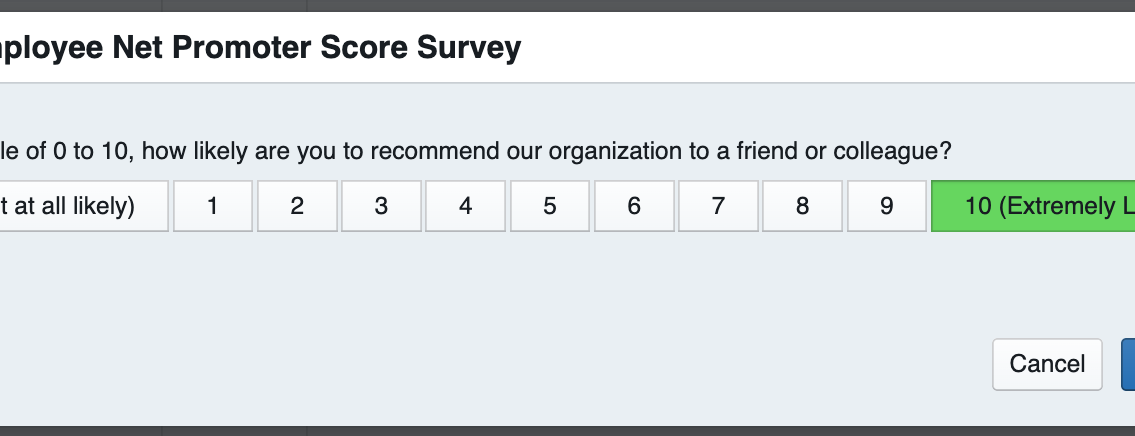 ployee Net Promoter Score Survey
le of 0 to 10, how likely are you to recommend our organization to a friend or colleague?
t at all likely) 1 2 3 4 5 6 7 8 9 10 (Extremely L
Cancel